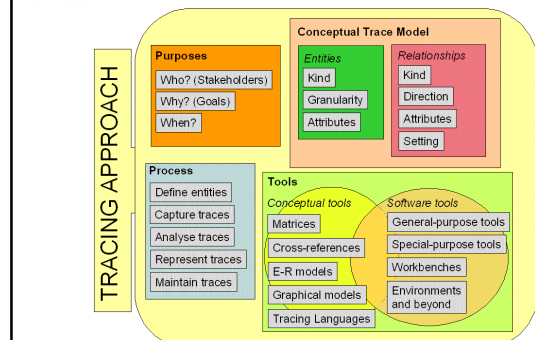 TRACING APPROACH
Purposes
Who? (Stakeholders)
Why? (Goals)
When?
Conceptual Trace Model
Entities
Kind
Granularity
Attributes
Relationships
Kind
Direction
Attributes
Setting
Process
Define entities
Capture traces
Analyse traces
Represent traces
Maintain traces
Tools
Conceptual tools
Matrices
Cross-references
E-R models
Graphical models
Tracing Languages
Software tools
General-purpose tools
Special-purpose tools
Workbenches
Environments
and beyond